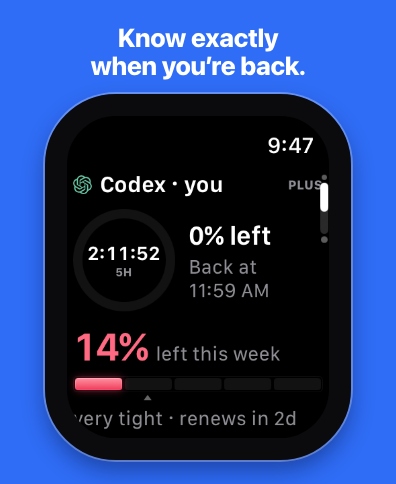 Know exactly
when you’re back.
9:47
Codex · you PLUS
2:11:52
5H
0% left
Back at
11:59 AM
14% left this week
very tight · renews in 2d